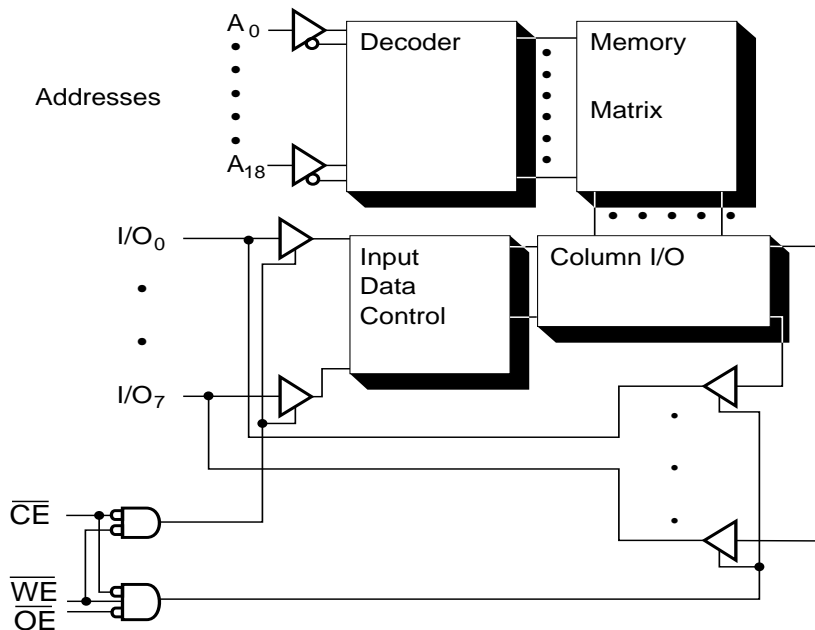 A0
Decoder
Memory
Addresses
Matrix
A18
I/O0
Input
Data
Control
Column I/O
I/O7
CE
WE
OE